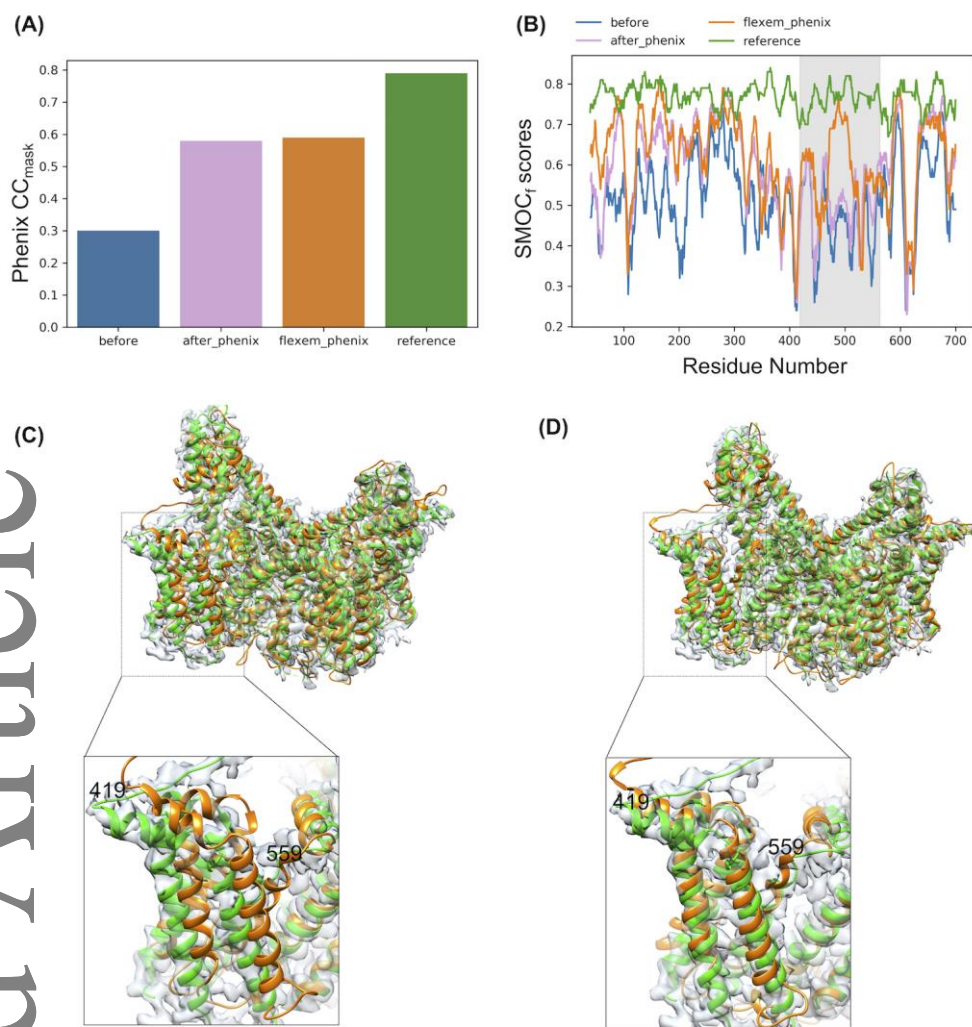 (A)
Phenix CCmask
0.8
0.7
0.6
0.5
0.4
0.3
0.2
0.1
0.0
before after_phenix flexem_phenix reference
(B)
before flexem_phenix
after_phenix reference
SMOCf scores
0.8
0.7
0.6
0.5
0.4
0.3
0.2
100 200 300 400 500 600 700
Residue Number
(C)
(D)
419
559
419
559
Article